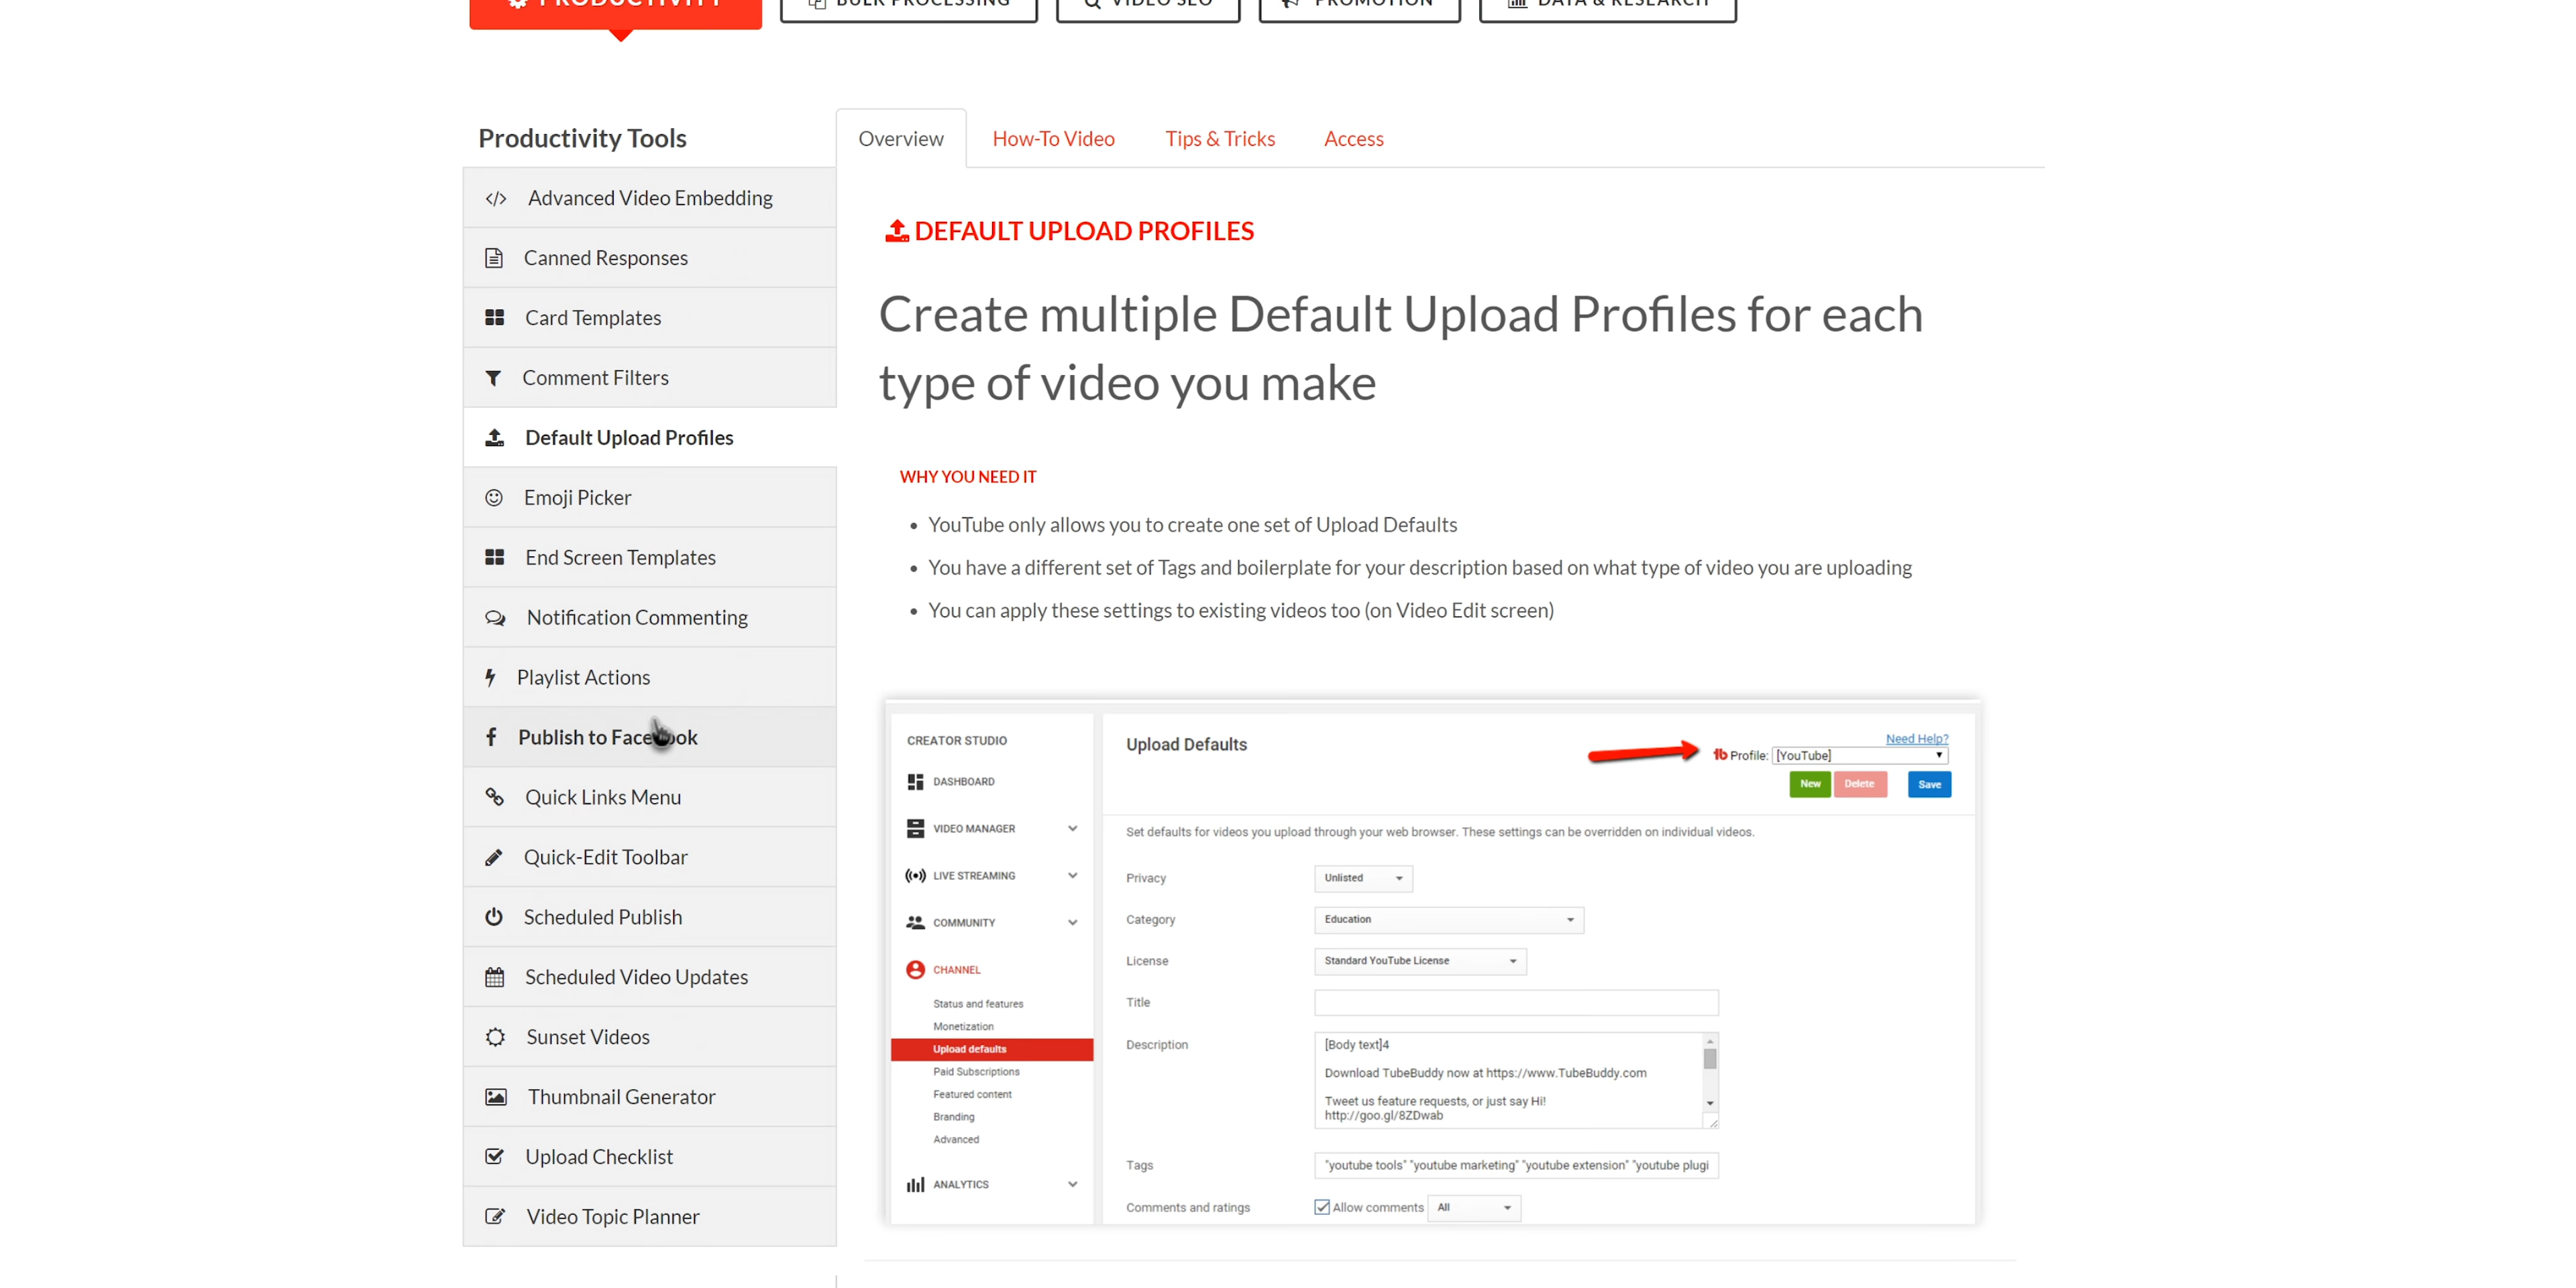 PRODUCTIVITY
BULK PROCESSING
VIDEO SEO
PROMOTION
DATA & RESEARCH
Productivity Tools
Advanced Video Embedding
Canned Responses
Card Templates
Comment Filters
Default Upload Profiles
Emoji Picker
End Screen Templates
Notification Commenting
Playlist Actions
Publish to Facebook
Quick Links Menu
Quick-Edit Toolbar
Scheduled Publish
Scheduled Video Updates
Sunset Videos
Thumbnail Generator
Upload Checklist
Video Topic Planner
Overview
How-To Video
Tips & Tricks
Access
DEFAULT UPLOAD PROFILES
Create multiple Default Upload Profiles for each
type of video you make
WHY YOU NEED IT
• YouTube only allows you to create one set of Upload Defaults
• You have a different set of Tags and boilerplate for your description based on what type of video you are uploading
• You can apply these settings to existing videos too (on Video Edit screen)
CREATOR STUDIO
DASHBOARD
VIDEO MANAGER
LIVE STREAMING
COMMUNITY
CHANNEL
Status and features
Monetization
Upload defaults
Paid Subscriptions
Featured content
Branding
Advanced
ANALYTICS
Upload Defaults
Need Help?
tb Profile: [YouTube]
New Delete Save
Set defaults for videos you upload through your web browser. These settings can be overridden on individual videos.
Privacy Unlisted
Category Education
License Standard YouTube License
Title
Description [Body text]4
Download TubeBuddy now at https://www.TubeBuddy.com
Tweet us feature requests, or just say Hi!
http://goo.gl/8ZDwab
Tags "youtube tools" "youtube marketing" "youtube extension" "youtube plugi
Comments and ratings Allow comments All